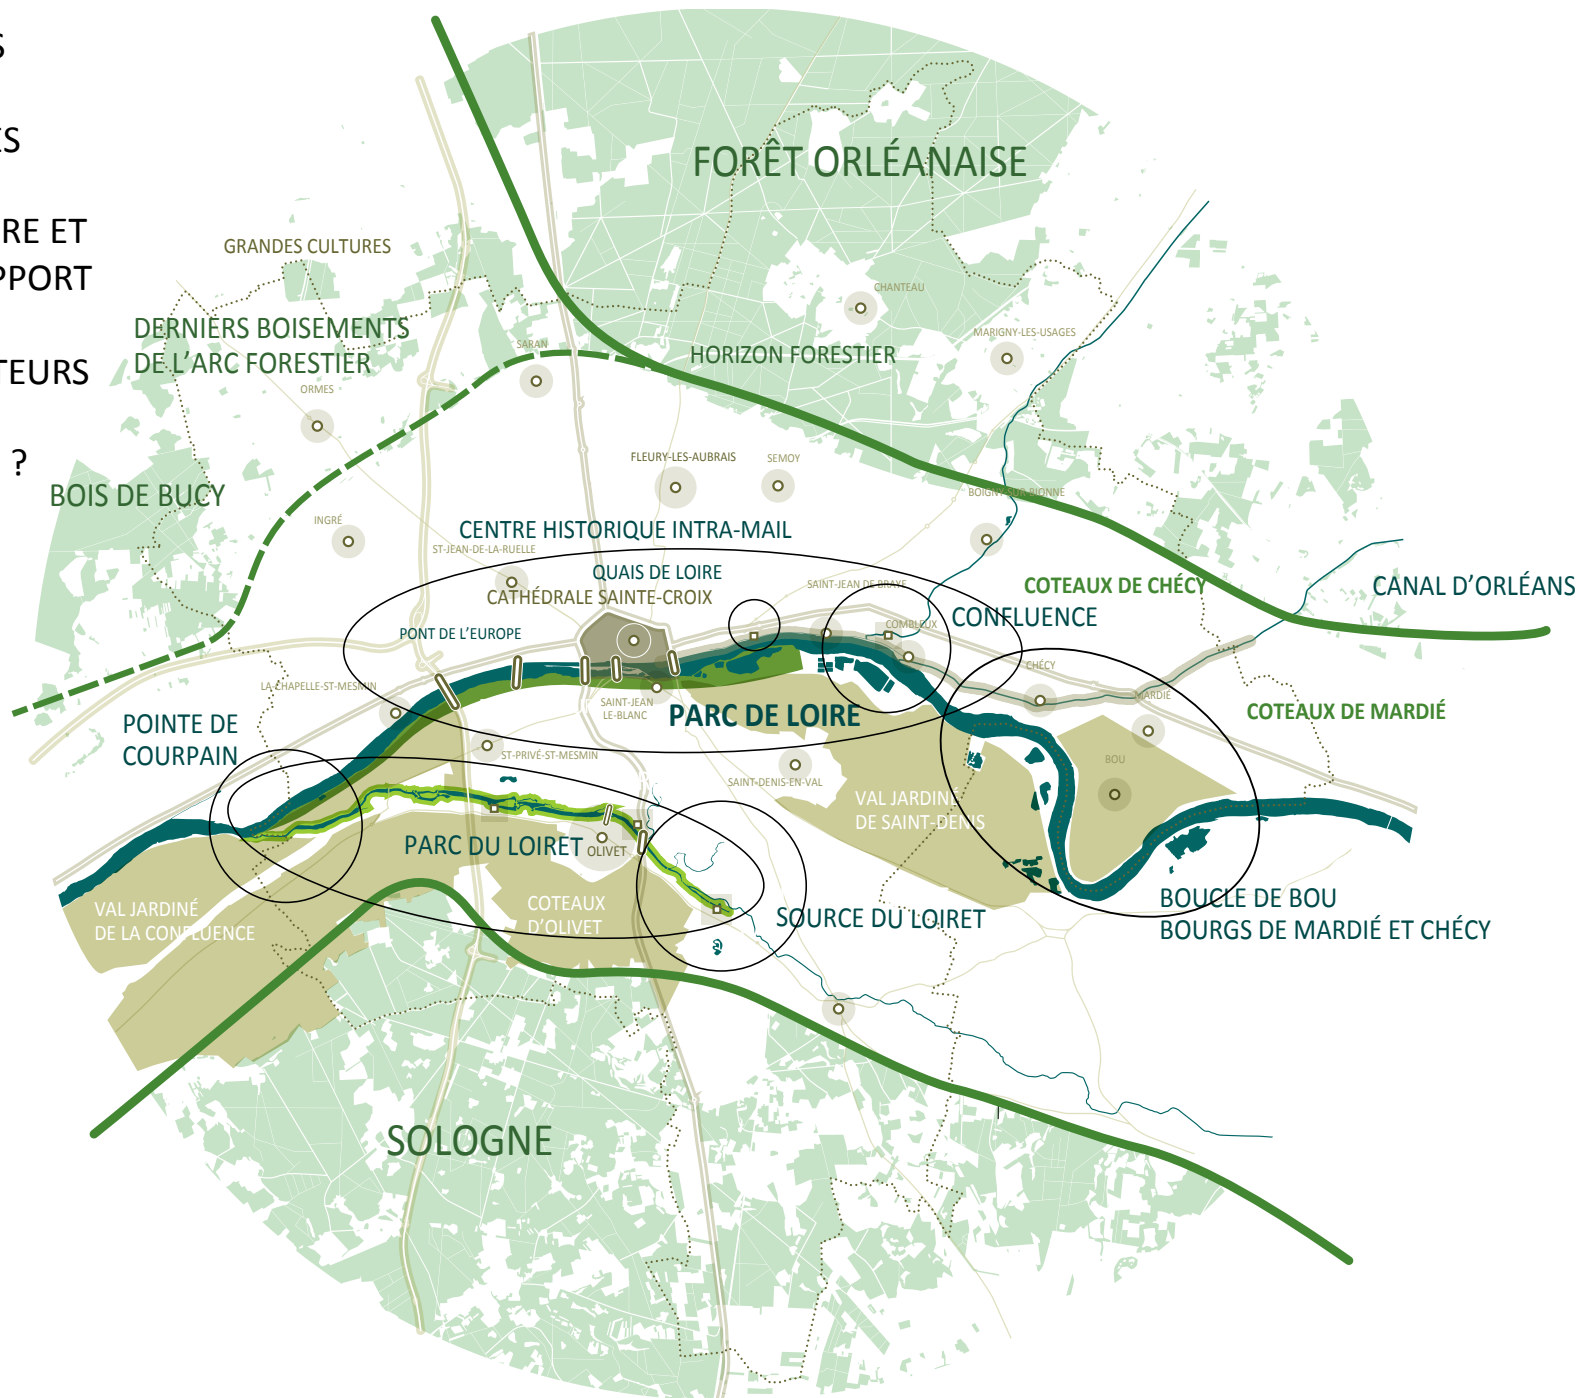 S
ES
RE ET
PPORT
TEURS
?
FORÊT ORLÉANAISE
GRANDES CULTURES
CHANTEAU
DERNIERS BOISEMENTS
DE L'ARC FORESTIER
SARAN
HORIZON FORESTIER
MARIGNY-LES-USAGES
ORMES
FLEURY-LES-AUBRAIS
SEMOY
BOIS DE BUCY
BOIGNY-SUR-BIONNE
INGRÉ
CENTRE HISTORIQUE INTRA-MAIL
ST-JEAN-DE-LA-RUELLE
QUAIS DE LOIRE
CATHÉDRALE SAINTE-CROIX
SAINT-JEAN DE BRAYE
COTEAUX DE CHÉCY
CANAL D'ORLÉANS
PONT DE L'EUROPE
COMBLEUX
CONFLUENCE
CHÉCY
LA-CHAPELLE-ST-MESMIN
MARDIÉ
SAINT-JEAN
LE-BLANC
PARC DE LOIRE
COTEAUX DE MARDIÉ
POINTE DE
COURPAIN
ST-PRIVÉ-ST-MESMIN
SAINT-DENIS-EN-VAL
BOU
VAL JARDINÉ
DE SAINT-DENIS
PARC DU LOIRET
OLIVET
VAL JARDINÉ
DE LA CONFLUENCE
COTEAUX
D'OLIVET
SOURCE DU LOIRET
BOUCLE DE BOU
BOURGS DE MARDIÉ ET CHÉCY
SOLOGNE